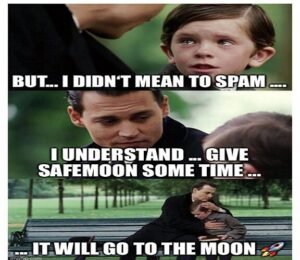 BUT... I DIDN'T MEAN TO SPAM ....
I UNDERSTAND ... GIVE
SAFEMOON SOME TIME ...
... IT WILL GO TO THE MOON 🚀